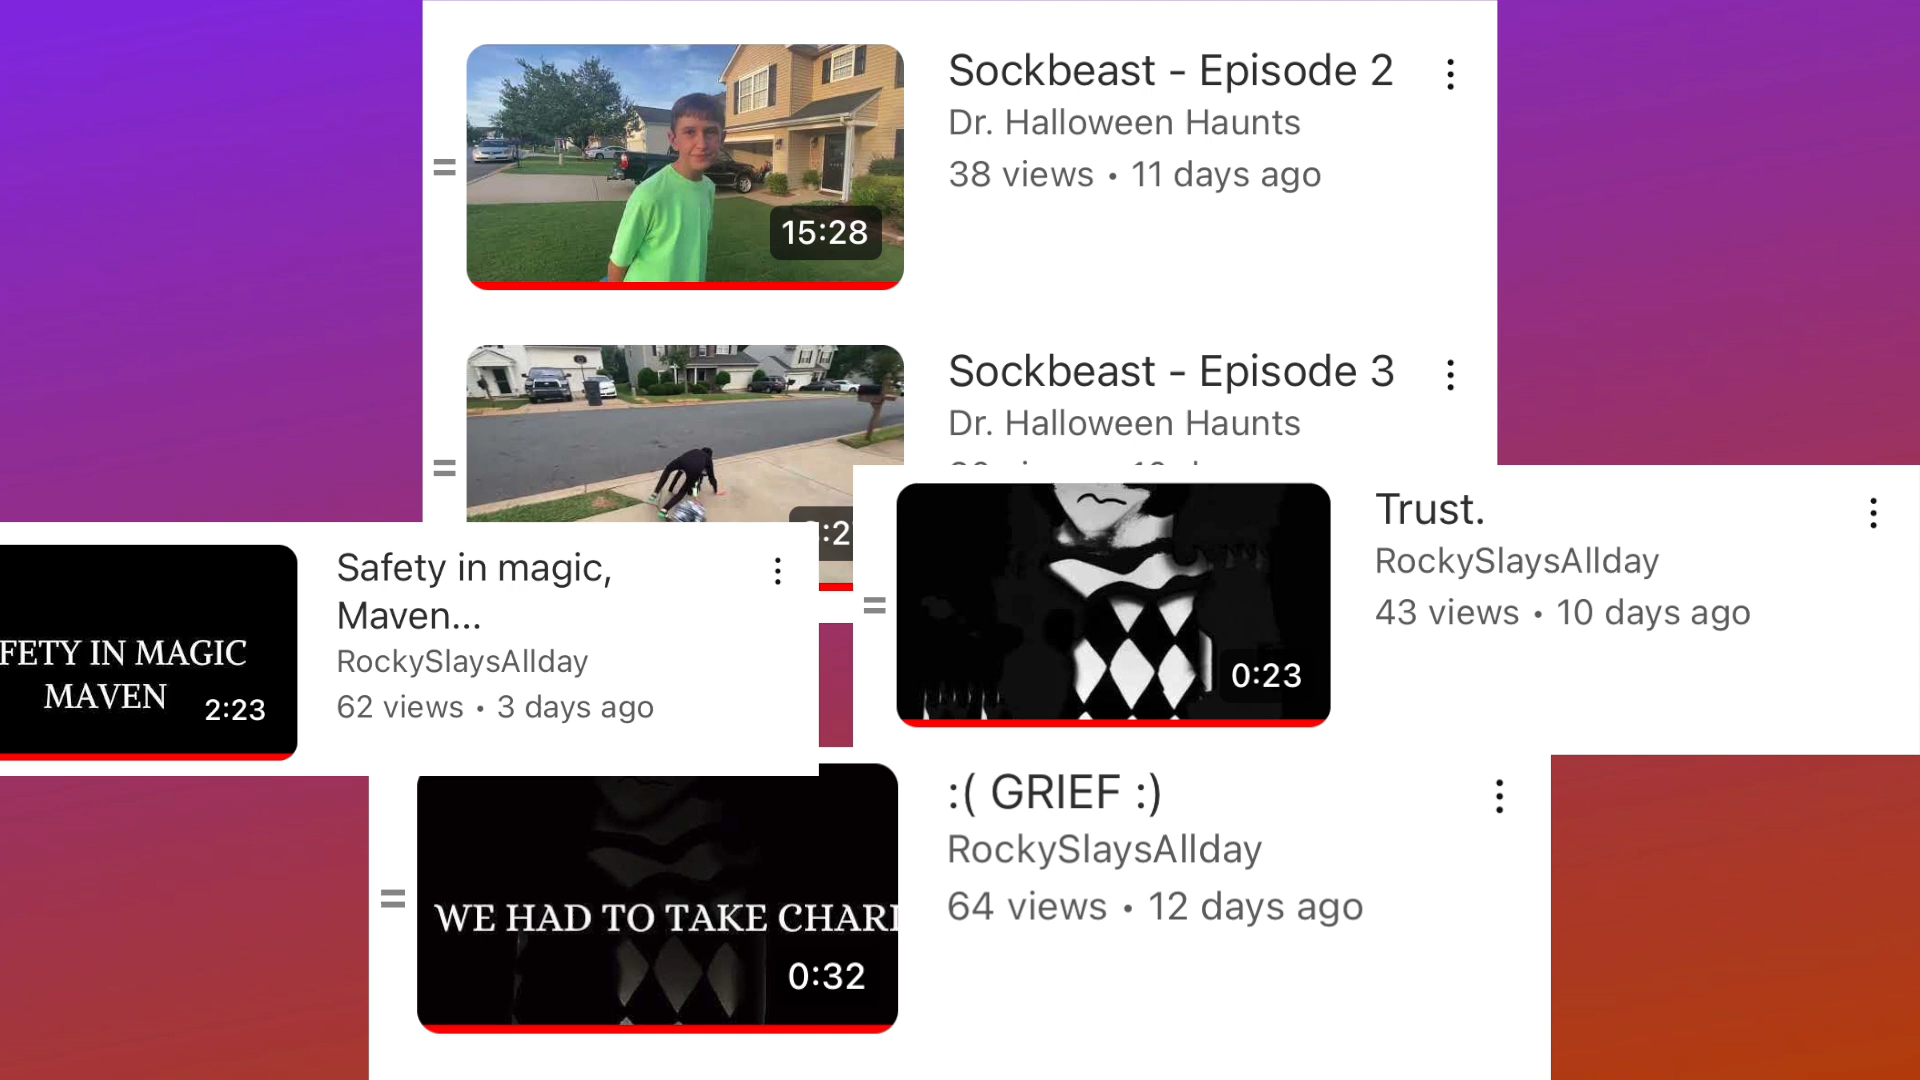 Sockbeast - Episode 2
Dr. Halloween Haunts
38 views • 11 days ago
15:28
Sockbeast - Episode 3
Dr. Halloween Haunts
:2
Trust.
RockySlaysAllday
43 views • 10 days ago
0:23
Safety in magic,
Maven...
RockySlaysAllday
62 views • 3 days ago
FETY IN MAGIC
MAVEN
2:23
:( GRIEF :)
RockySlaysAllday
64 views • 12 days ago
WE HAD TO TAKE CHAR
0:32